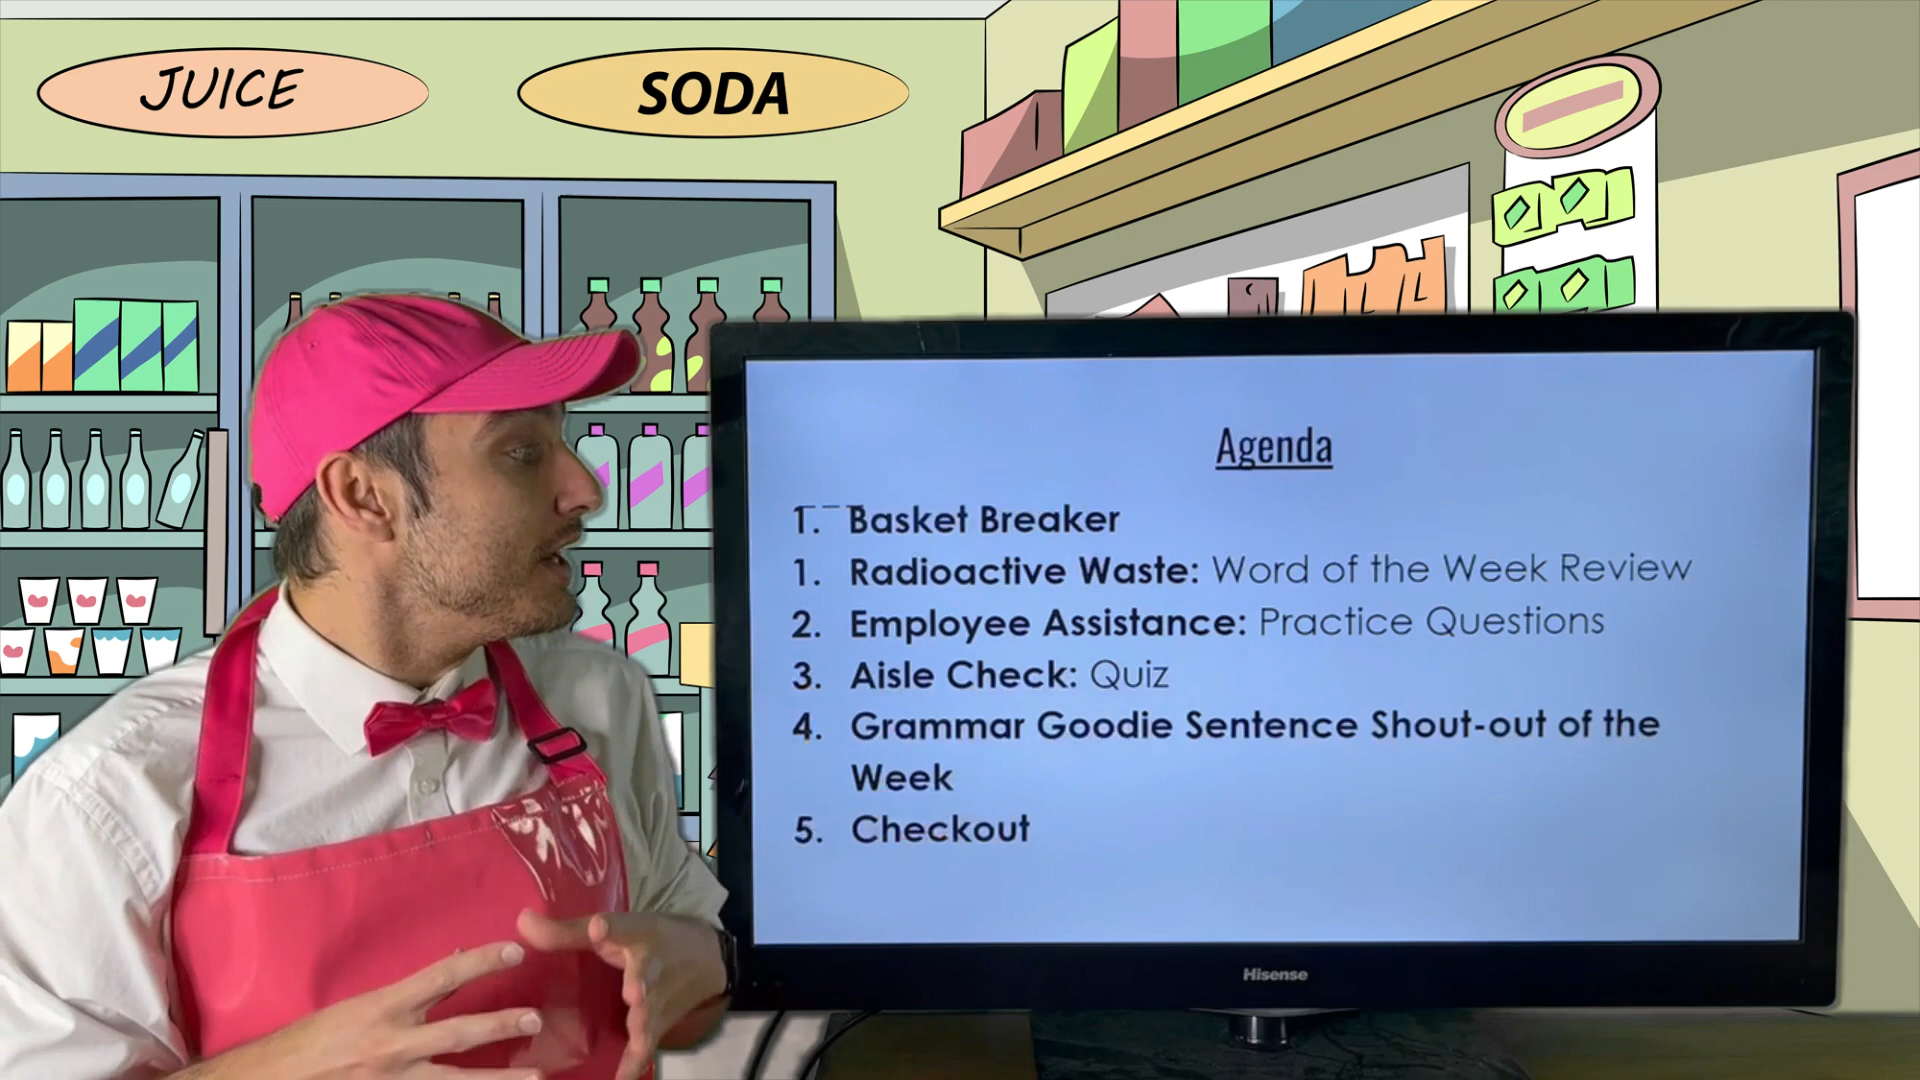 JUICE
SODA
Agenda
1. Basket Breaker
1. Radioactive Waste: Word of the Week Review
2. Employee Assistance: Practice Questions
3. Aisle Check: Quiz
4. Grammar Goodie Sentence Shout-out of the
Week
5. Checkout
Hisense